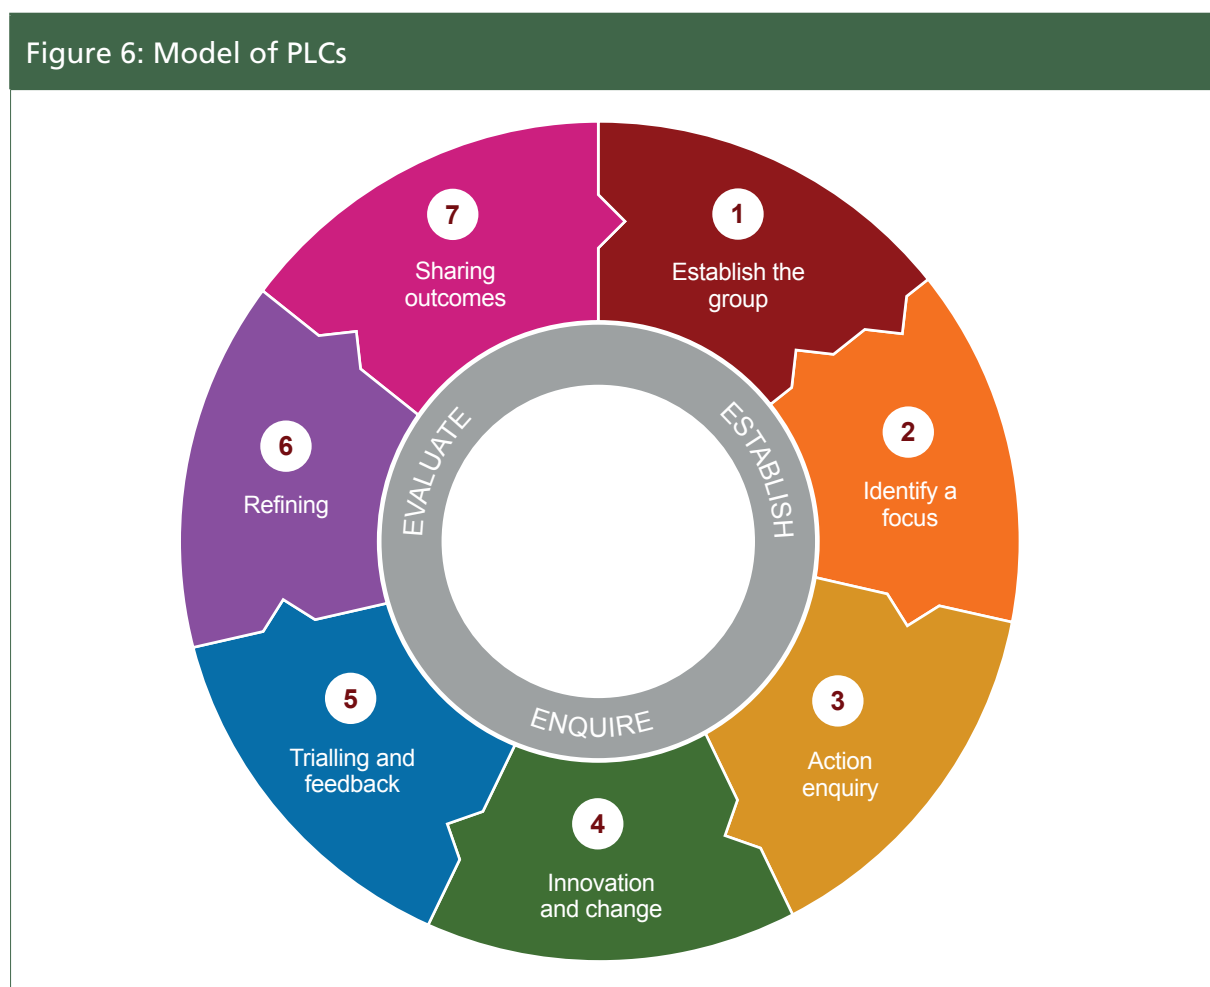 Figure 6: Model of PLCs
1
Establish the
group
2
Identify a
focus
3
Action
enquiry
4
Innovation
and change
5
Trialling and
feedback
6
Refining
7
Sharing
outcomes
ESTABLISH
ENQUIRE
EVALUATE